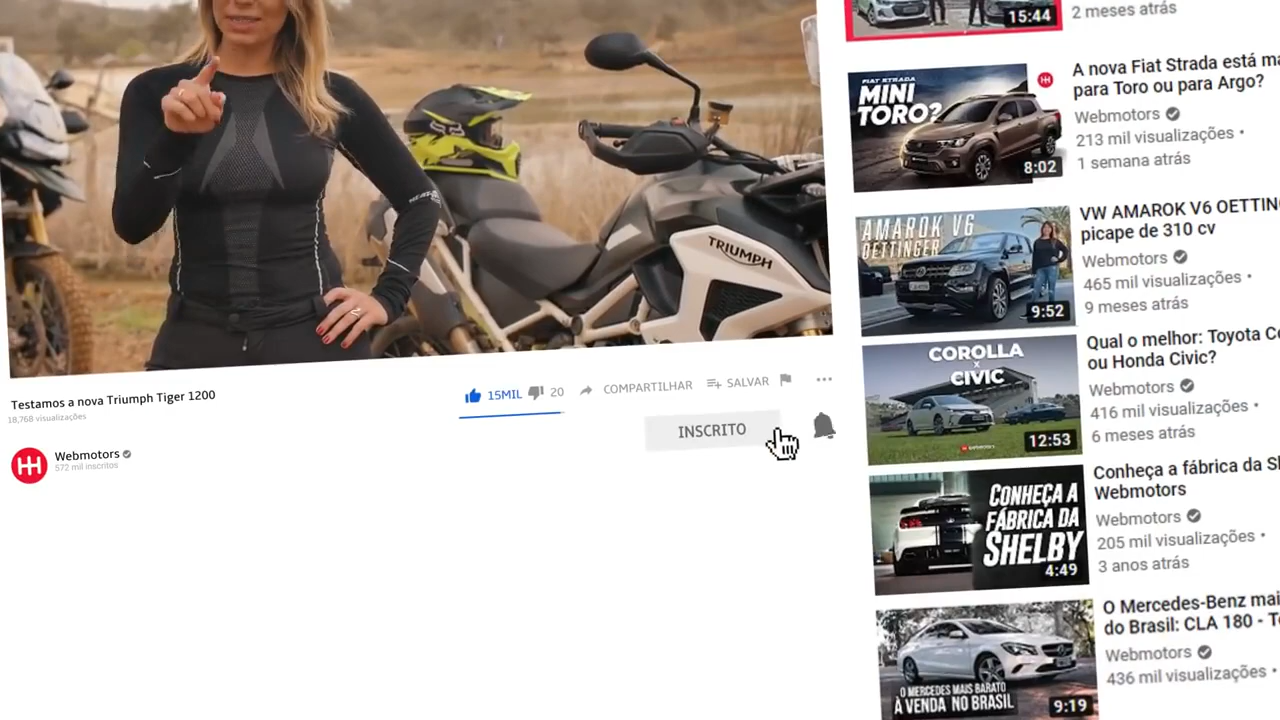 TRIUMPH
Testamos a nova Triumph Tiger 1200
18,768 visualizações
15MIL
20
COMPARTILHAR
SALVAR
INSCRITO
Webmotors
572 mil inscritos
15:44
2 meses atrás
FIAT STRADA
MINI
TORO?
8:02
A nova Fiat Strada está ma
para Toro ou para Argo?
Webmotors
213 mil visualizações •
1 semana atrás
AMAROK V6
OETTINGER
9:52
VW AMAROK V6 OETTING
picape de 310 cv
Webmotors
465 mil visualizações •
9 meses atrás
COROLLA
X
CIVIC
webmotors
12:53
Qual o melhor: Toyota Co
ou Honda Civic?
Webmotors
416 mil visualizações •
6 meses atrás
CONHEÇA A
FÁBRICA DA
SHELBY
4:49
Conheça a fábrica da Sh
Webmotors
Webmotors
205 mil visualizações •
3 anos atrás
O MERCEDES MAIS BARATO
À VENDA NO BRASIL
9:19
O Mercedes-Benz mai
do Brasil: CLA 180 - Te
Webmotors
436 mil visualizações •